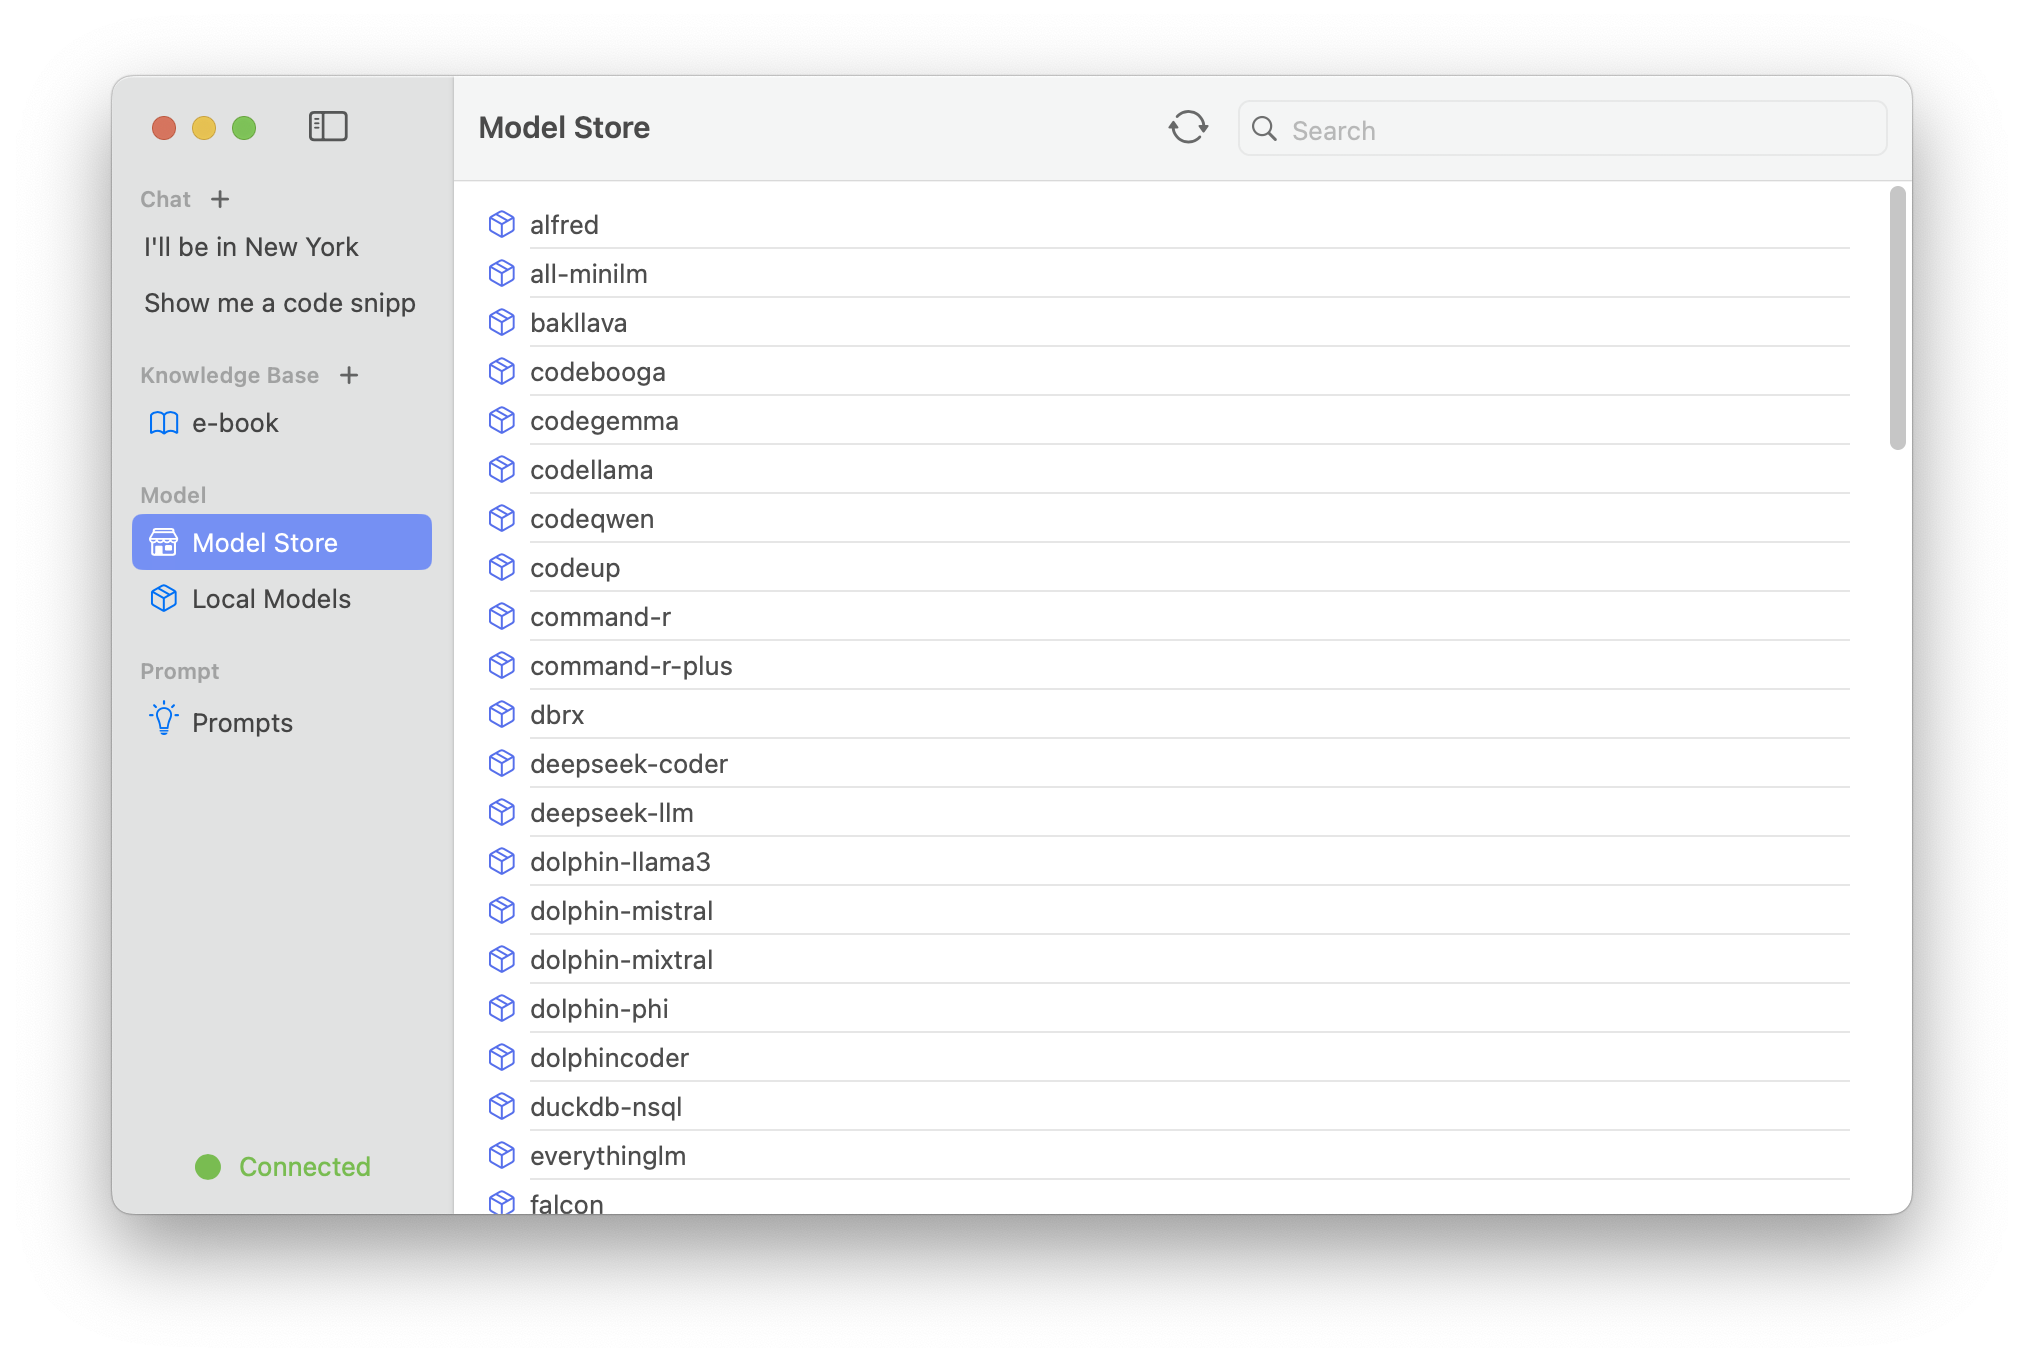 Chat +
I'll be in New York
Show me a code snipp
Knowledge Base +
e-book
Model
Model Store
Local Models
Prompt
Prompts
Connected
Model Store
Search
alfred
all-minilm
bakllava
codebooga
codegemma
codellama
codeqwen
codeup
command-r
command-r-plus
dbrx
deepseek-coder
deepseek-llm
dolphin-llama3
dolphin-mistral
dolphin-mixtral
dolphin-phi
dolphincoder
duckdb-nsql
everythinglm
falcon